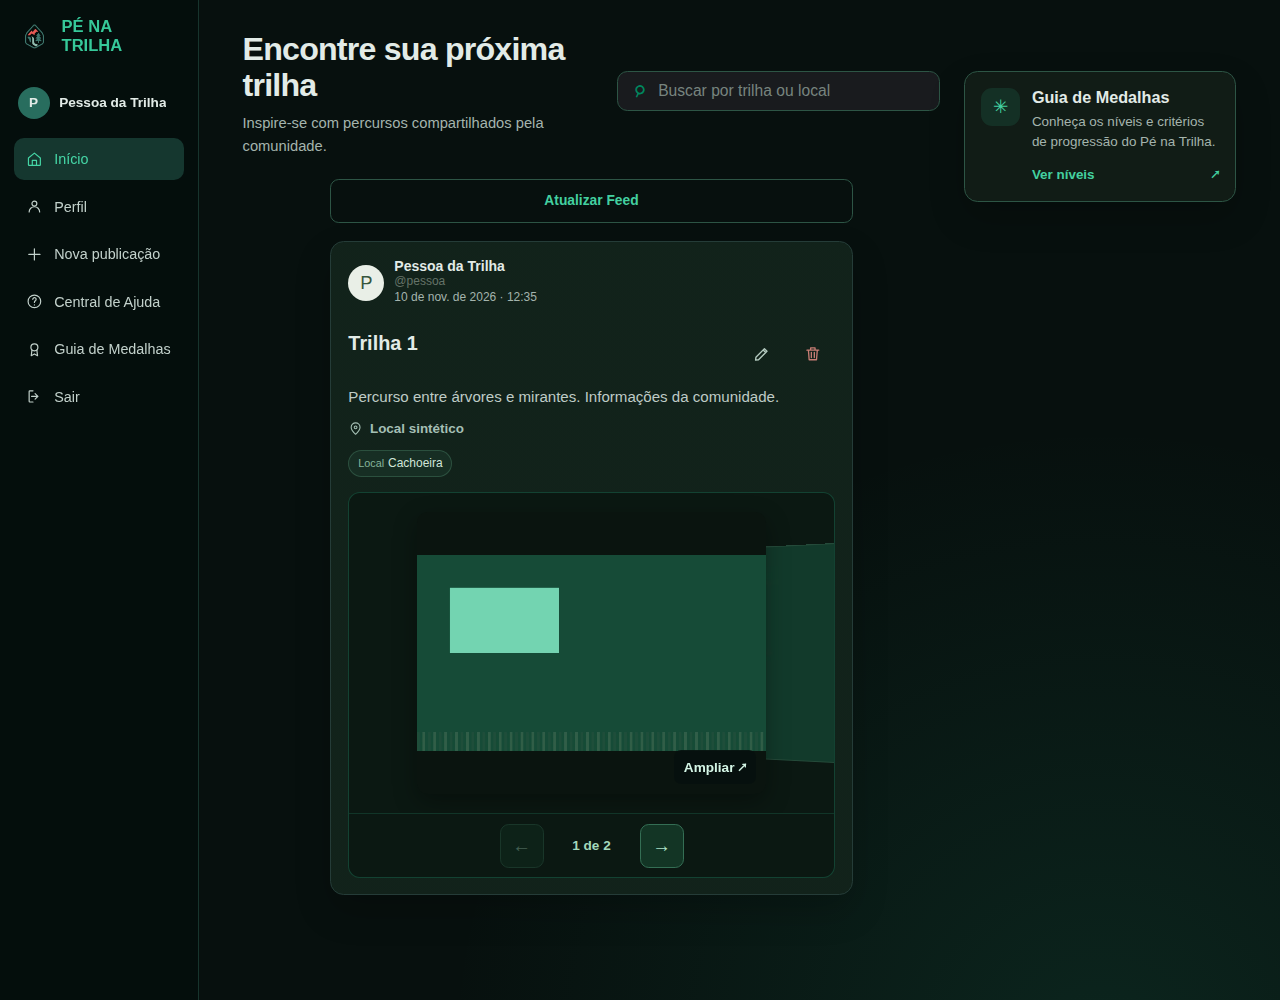 PÉ NA
TRILHA
P
Pessoa da Trilha
Início
Perfil
Nova publicação
Central de Ajuda
Guia de Medalhas
Sair
Encontre sua próxima
trilha
Inspire-se com percursos compartilhados pela
comunidade.
Buscar por trilha ou local
Guia de Medalhas
Conheça os níveis e critérios
de progressão do Pé na Trilha.
Ver níveis ↗
Atualizar Feed
P
Pessoa da Trilha
@pessoa
10 de nov. de 2026 · 12:35
Trilha 1
Percurso entre árvores e mirantes. Informações da comunidade.
Local sintético
Local Cachoeira
Ampliar ↗
← 1 de 2 →